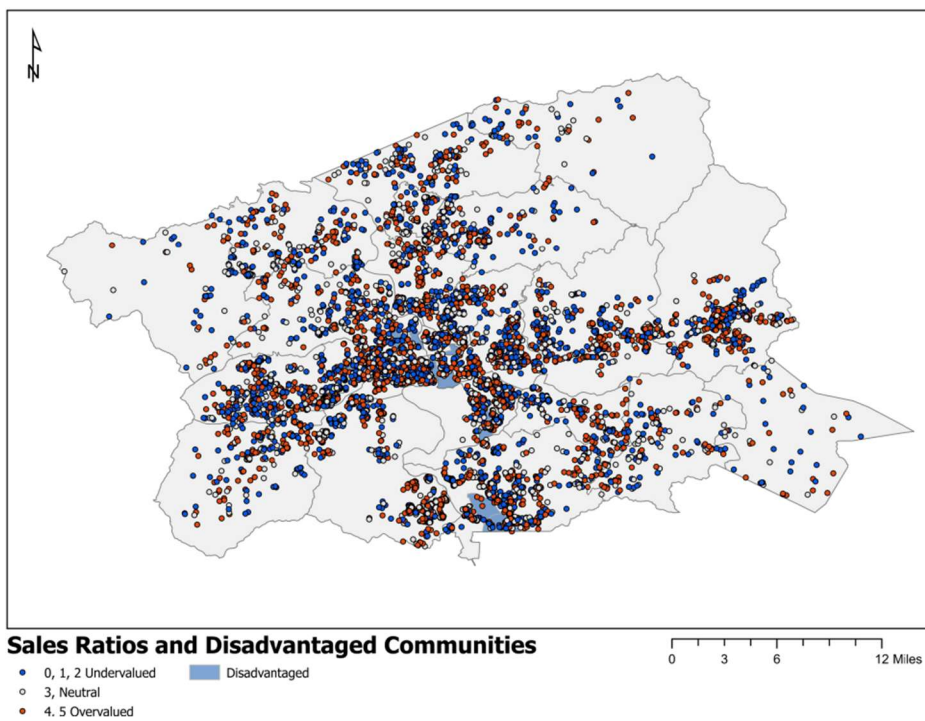 N
Sales Ratios and Disadvantaged Communities
0, 1, 2 Undervalued
Disadvantaged
3, Neutral
4. 5 Overvalued
0 3 6 12 Miles